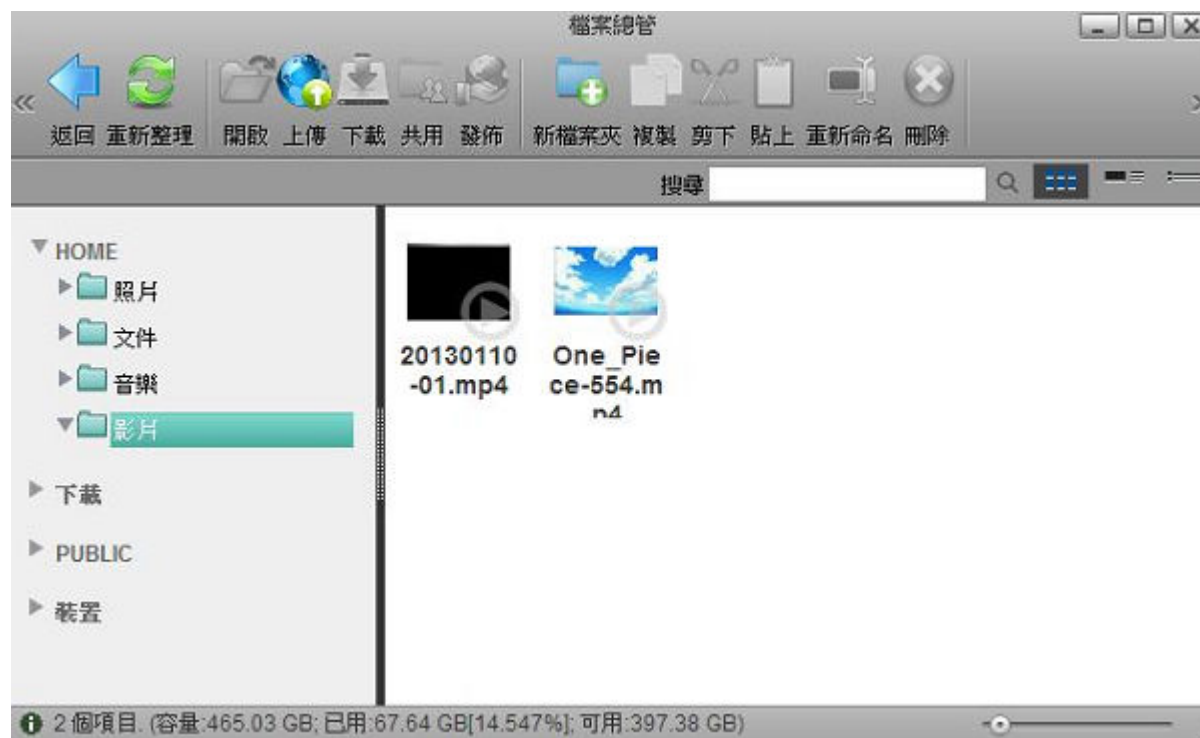 檔案總管
返回 重新整理 開啟 上傳 下載 共用 發佈 新檔案夾 複製 剪下 貼上 重新命名 刪除
搜尋
HOME
照片
文件
音樂
影片
下載
PUBLIC
裝置
20130110
-01.mp4
One_Pie
ce-554.m
p4
2 個項目. (容量:465.03 GB; 已用:67.64 GB[14.547%]; 可用:397.38 GB)